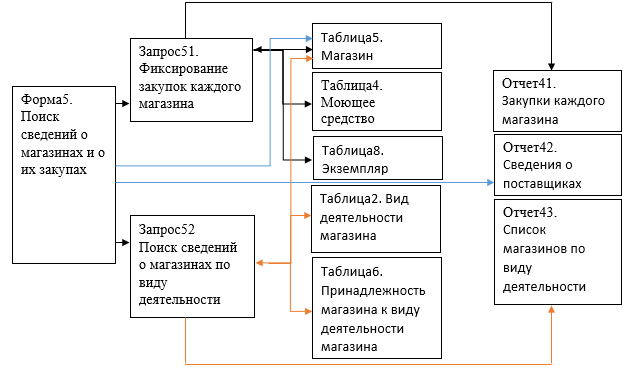 Форма5.
Поиск
сведений о
магазинах и о
их закупах
Запрос51.
Фиксирование
закупок каждого
магазина
Запрос52
Поиск сведений
о магазинах по
виду
деятельности
Таблица5.
Магазин
Таблица4.
Моющее
средство
Таблица8.
Экземпляр
Таблица2. Вид
деятельности
магазина
Таблица6.
Принадлежность
магазина к виду
деятельности
магазина
Отчет41.
Закупки каждого
магазина
Отчет42.
Сведения о
поставщиках
Отчет43.
Список
магазинов по
виду
деятельности